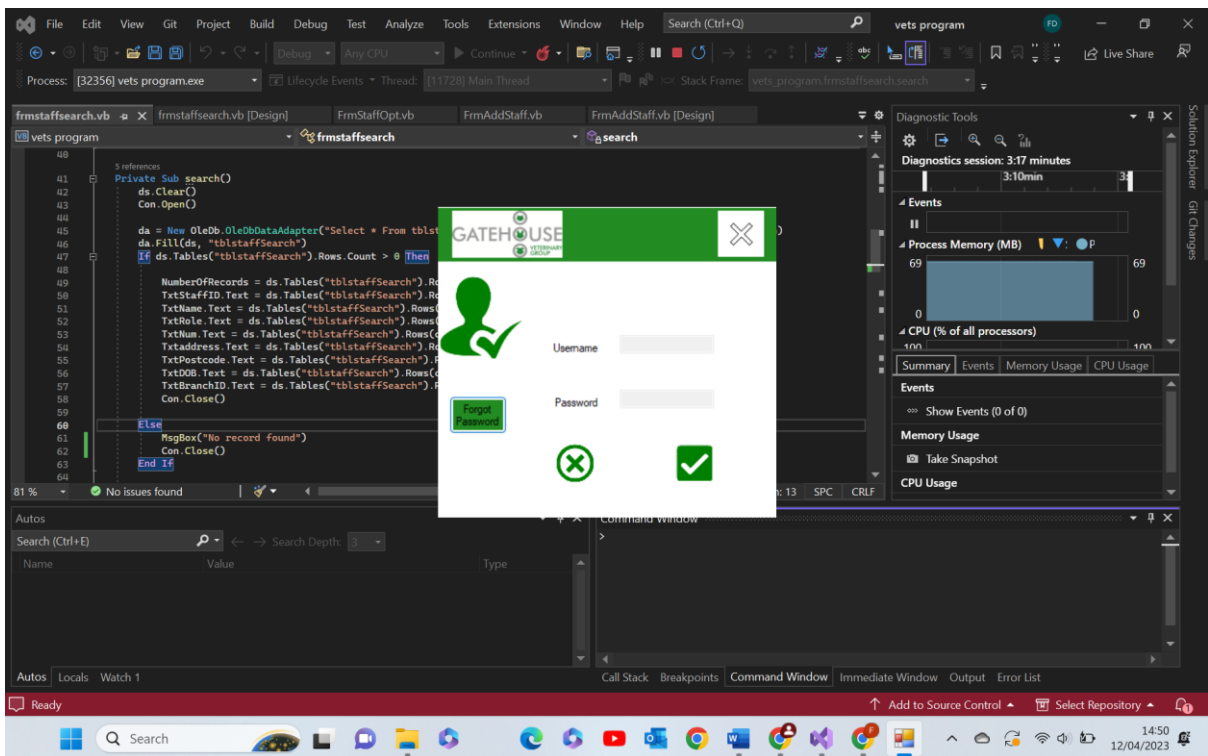 File Edit View Git Project Build Debug Test Analyze Tools Extensions Window Help Search (Ctrl+Q) vets program FD
Debug Any CPU Continue Live Share
Process: [32356] vets program.exe Lifecycle Events Thread: [11728] Main Thread Stack Frame: vets_program.frmstaffsearch.search
frmstaffsearch.vb frmstaffsearch.vb [Design] FrmStaffOpt.vb FrmAddStaff.vb FrmAddStaff.vb [Design]
vets program frmstaffsearch search
40
5 references
41 Private Sub search()
42 ds.Clear()
43 Con.Open()
44
45 da = New OleDb.OleDbDataAdapter("Select * From tblst )
46 da.Fill(ds, "tblstaffSearch")
47 If ds.Tables("tblstaffSearch").Rows.Count > 0 Then
48
49 NumberOfRecords = ds.Tables("tblstaffSearch").Ro
50 TxtStaffID.Text = ds.Tables("tblstaffSearch").Ro
51 TxtName.Text = ds.Tables("tblstaffSearch").Rows(
52 TxtRole.Text = ds.Tables("tblstaffSearch").Rows(
53 TxtNum.Text = ds.Tables("tblstaffSearch").Rows(c
54 Txtaddress.Text = ds.Tables("tblstaffSearch").Ro
55 TxtPostcode.Text = ds.Tables("tblstaffSearch").R
56 TxtDOB.Text = ds.Tables("tblstaffSearch").Rows(c
57 TxtBranchID.Text = ds.Tables("tblstaffSearch").R
58 Con.Close()
59
60 Else
61 MsgBox("No record found")
62 Con.Close()
63 End If
64
81 % No issues found : 13 SPC CRLF
GATEHOUSE
VETERINARY
GROUP
Username
Password
Forgot
Password
Diagnostic Tools
Diagnostics session: 3:17 minutes
3:10min
Events
Process Memory (MB) P
69 69
0 0
CPU (% of all processors)
100 100
Summary Events Memory Usage CPU Usage
Events
Show Events (0 of 0)
Memory Usage
Take Snapshot
CPU Usage
Solution Explorer
Git Changes
Autos
Search (Ctrl+E) Search Depth: 3
Name Value Type
Command Window
>
Autos Locals Watch 1
Call Stack Breakpoints Command Window Immediate Window Output Error List
Ready Add to Source Control Select Repository
Search
14:50
12/04/2023